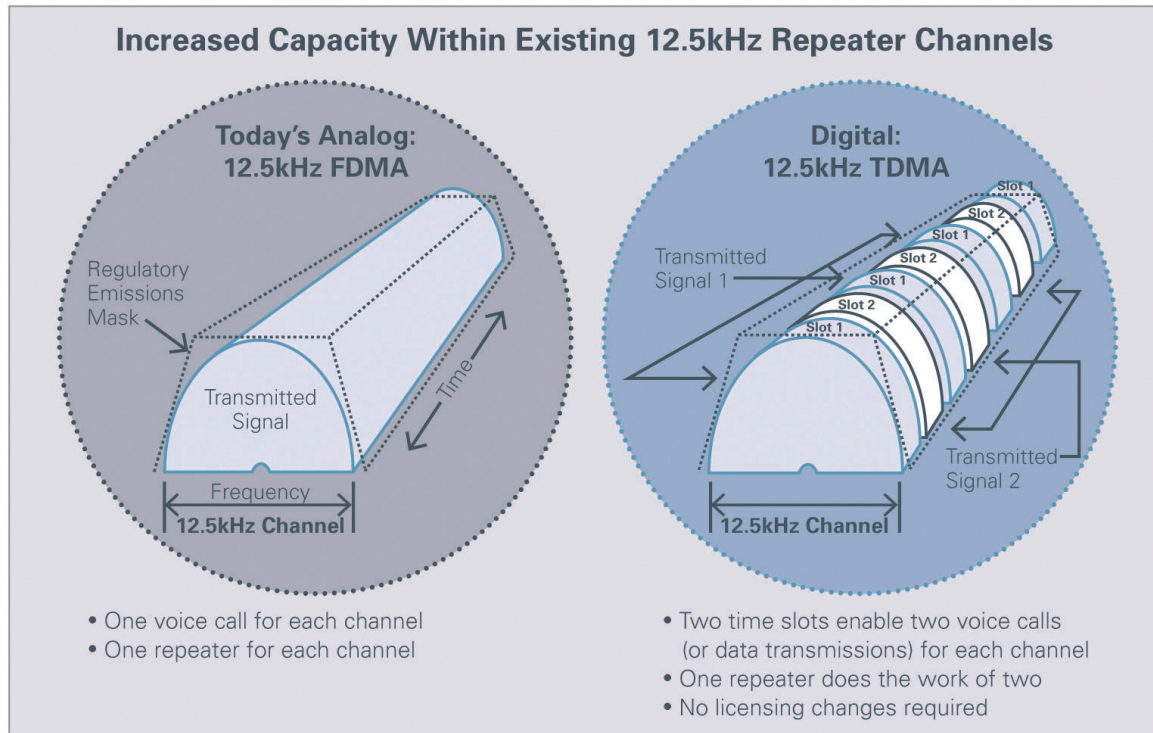 Increased Capacity Within Existing 12.5kHz Repeater Channels
Today's Analog:
12.5kHz FDMA
Regulatory
Emissions
Mask
Transmitted
Signal
Time
Frequency
12.5kHz Channel
• One voice call for each channel
• One repeater for each channel
Digital:
12.5kHz TDMA
Slot 1
Slot 2
Slot 1
Slot 2
Slot 1
Slot 2
Slot 1
Transmitted
Signal 1
Transmitted
Signal 2
12.5kHz Channel
• Two time slots enable two voice calls
(or data transmissions) for each channel
• One repeater does the work of two
• No licensing changes required